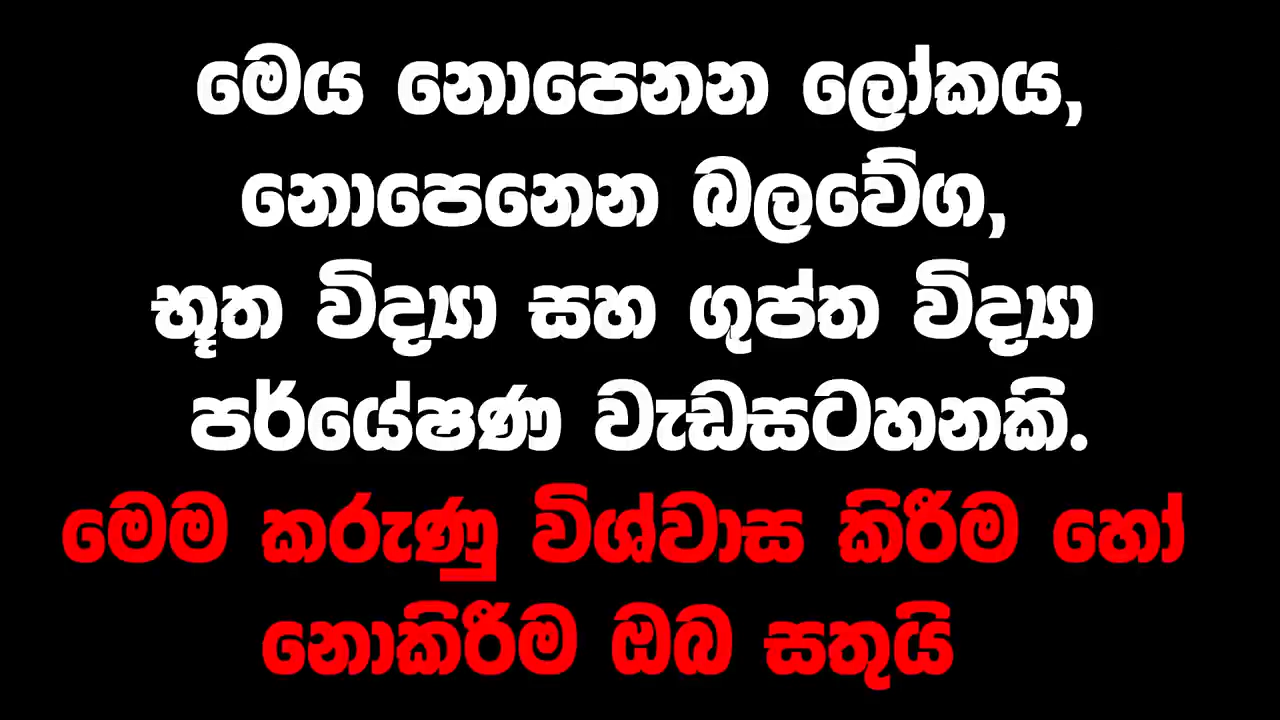 මෙය නොපෙනන ලෝකය,
නොපෙනෙන බලවේග,
භූත විද්‍යා සහ ගුප්ත විද්‍යා
පර්යේෂණ වැඩසටහනකි.
මෙම කරුණු විශ්වාස කිරීම හෝ
නොකිරීම ඔබ සතුයි